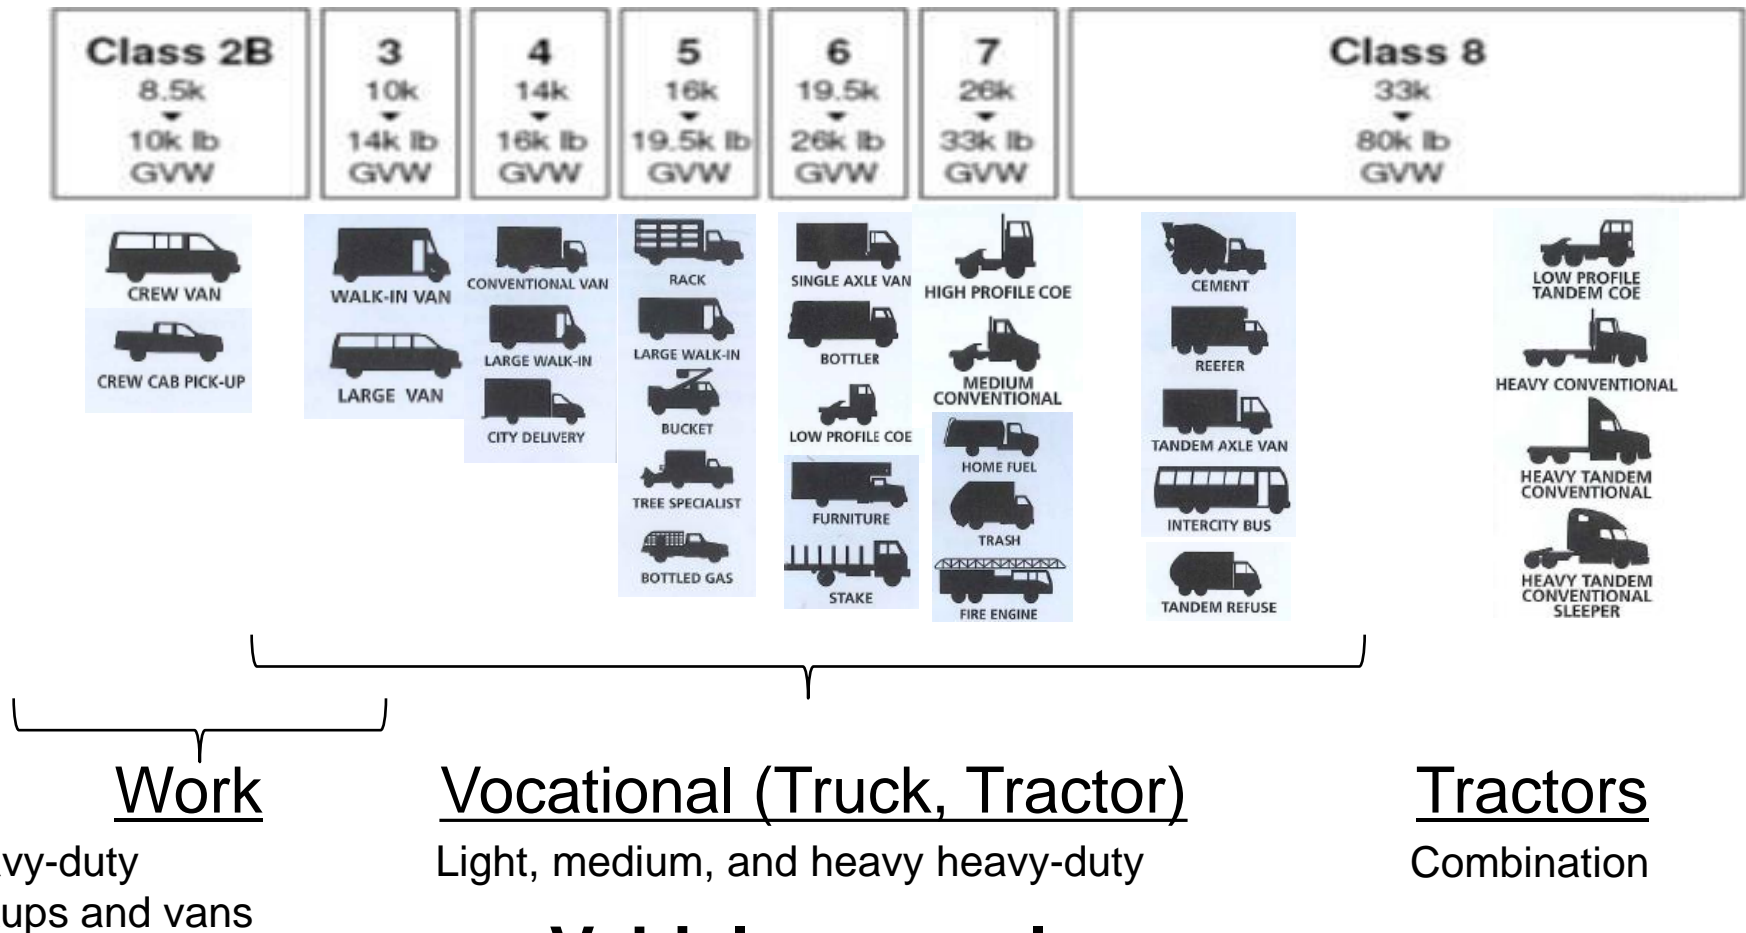 Class 2B
8.5k
10k lb
GVW
3
10k
14k lb
GVW
4
14k
16k lb
GVW
5
16k
19.5k lb
GVW
6
19.5k
26k lb
GVW
7
26k
33k lb
GVW
Class 8
33k
80k lb
GVW
CREW VAN
CREW CAB PICK-UP
WALK-IN VAN
LARGE VAN
CONVENTIONAL VAN
LARGE WALK-IN
CITY DELIVERY
RACK
LARGE WALK-IN
BUCKET
TREE SPECIALIST
BOTTLED GAS
SINGLE AXLE VAN
BOTTLER
LOW PROFILE COE
FURNITURE
STAKE
HIGH PROFILE COE
MEDIUM
CONVENTIONAL
HOME FUEL
TRASH
FIRE ENGINE
CEMENT
REEFER
TANDEM AXLE VAN
INTERCITY BUS
TANDEM REFUSE
LOW PROFILE
TANDEM COE
HEAVY CONVENTIONAL
HEAVY TANDEM
CONVENTIONAL
HEAVY TANDEM
CONVENTIONAL
SLEEPER
Work
vy-duty
ups and vans
Vocational (Truck, Tractor)
Light, medium, and heavy heavy-duty
Tractors
Combination